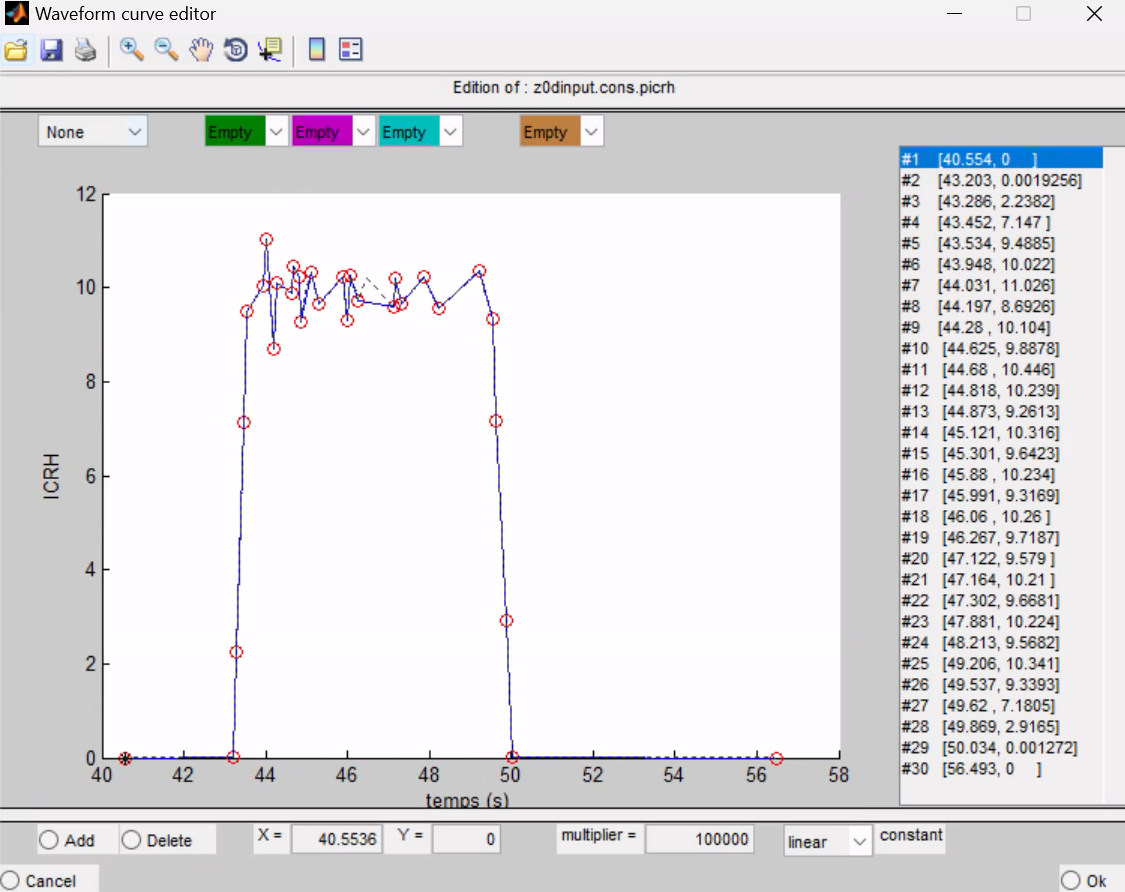 Waveform curve editor
Edition of : z0dinput.cons.picrh
None Empty Empty Empty Empty
#1 [40.554, 0 ]
#2 [43.203, 0.0019256]
#3 [43.286, 2.2382]
#4 [43.452, 7.147 ]
#5 [43.534, 9.4885]
#6 [43.948, 10.022]
#7 [44.031, 11.026]
#8 [44.197, 8.6926]
#9 [44.28 , 10.104]
#10 [44.625, 9.8878]
#11 [44.68 , 10.446]
#12 [44.818, 10.239]
#13 [44.873, 9.2613]
#14 [45.121, 10.316]
#15 [45.301, 9.6423]
#16 [45.88 , 10.234]
#17 [45.991, 9.3169]
#18 [46.06 , 10.26 ]
#19 [46.267, 9.7187]
#20 [47.122, 9.579 ]
#21 [47.164, 10.21 ]
#22 [47.302, 9.6681]
#23 [47.881, 10.224]
#24 [48.213, 9.5682]
#25 [49.206, 10.341]
#26 [49.537, 9.3393]
#27 [49.62 , 7.1805]
#28 [49.869, 2.9165]
#29 [50.034, 0.001272]
#30 [56.493, 0 ]
12
10
8
6
4
2
0
ICRH
40 42 44 46 48 50 52 54 56 58
temps (s)
Add Delete X = 40.5536 Y = 0 multiplier = 100000 linear constant
Cancel Ok